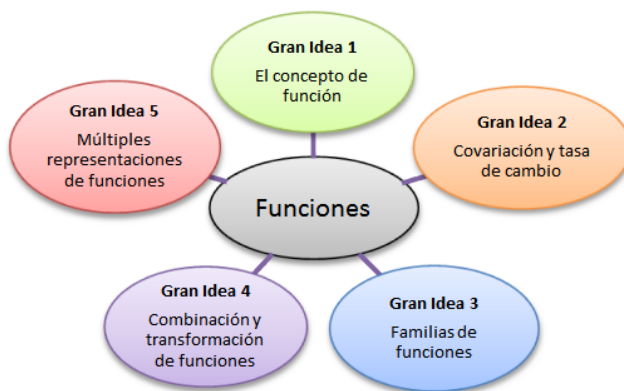 Gran Idea 1
El concepto de
función
Gran Idea 2
Covariación y tasa
de cambio
Gran Idea 3
Familias de
funciones
Gran Idea 4
Combinación y
transformación
de funciones
Gran Idea 5
Múltiples
representaciones
de funciones
Funciones